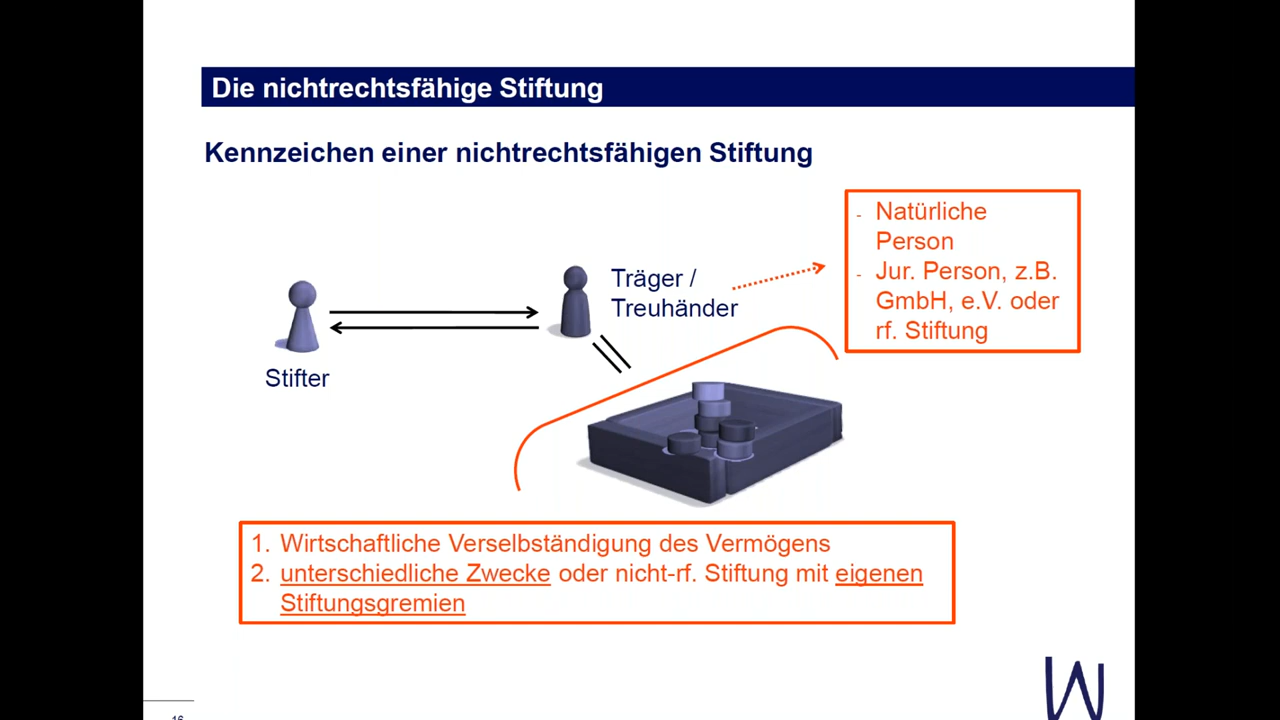 Die nichtrechtsfähige Stiftung
Kennzeichen einer nichtrechtsfähigen Stiftung
- Natürliche
Person
- Jur. Person, z.B.
GmbH, e.V. oder
rf. Stiftung
Träger /
Treuhänder
Stifter
1. Wirtschaftliche Verselbständigung des Vermögens
2. unterschiedliche Zwecke oder nicht-rf. Stiftung mit eigenen
Stiftungsgremien
W